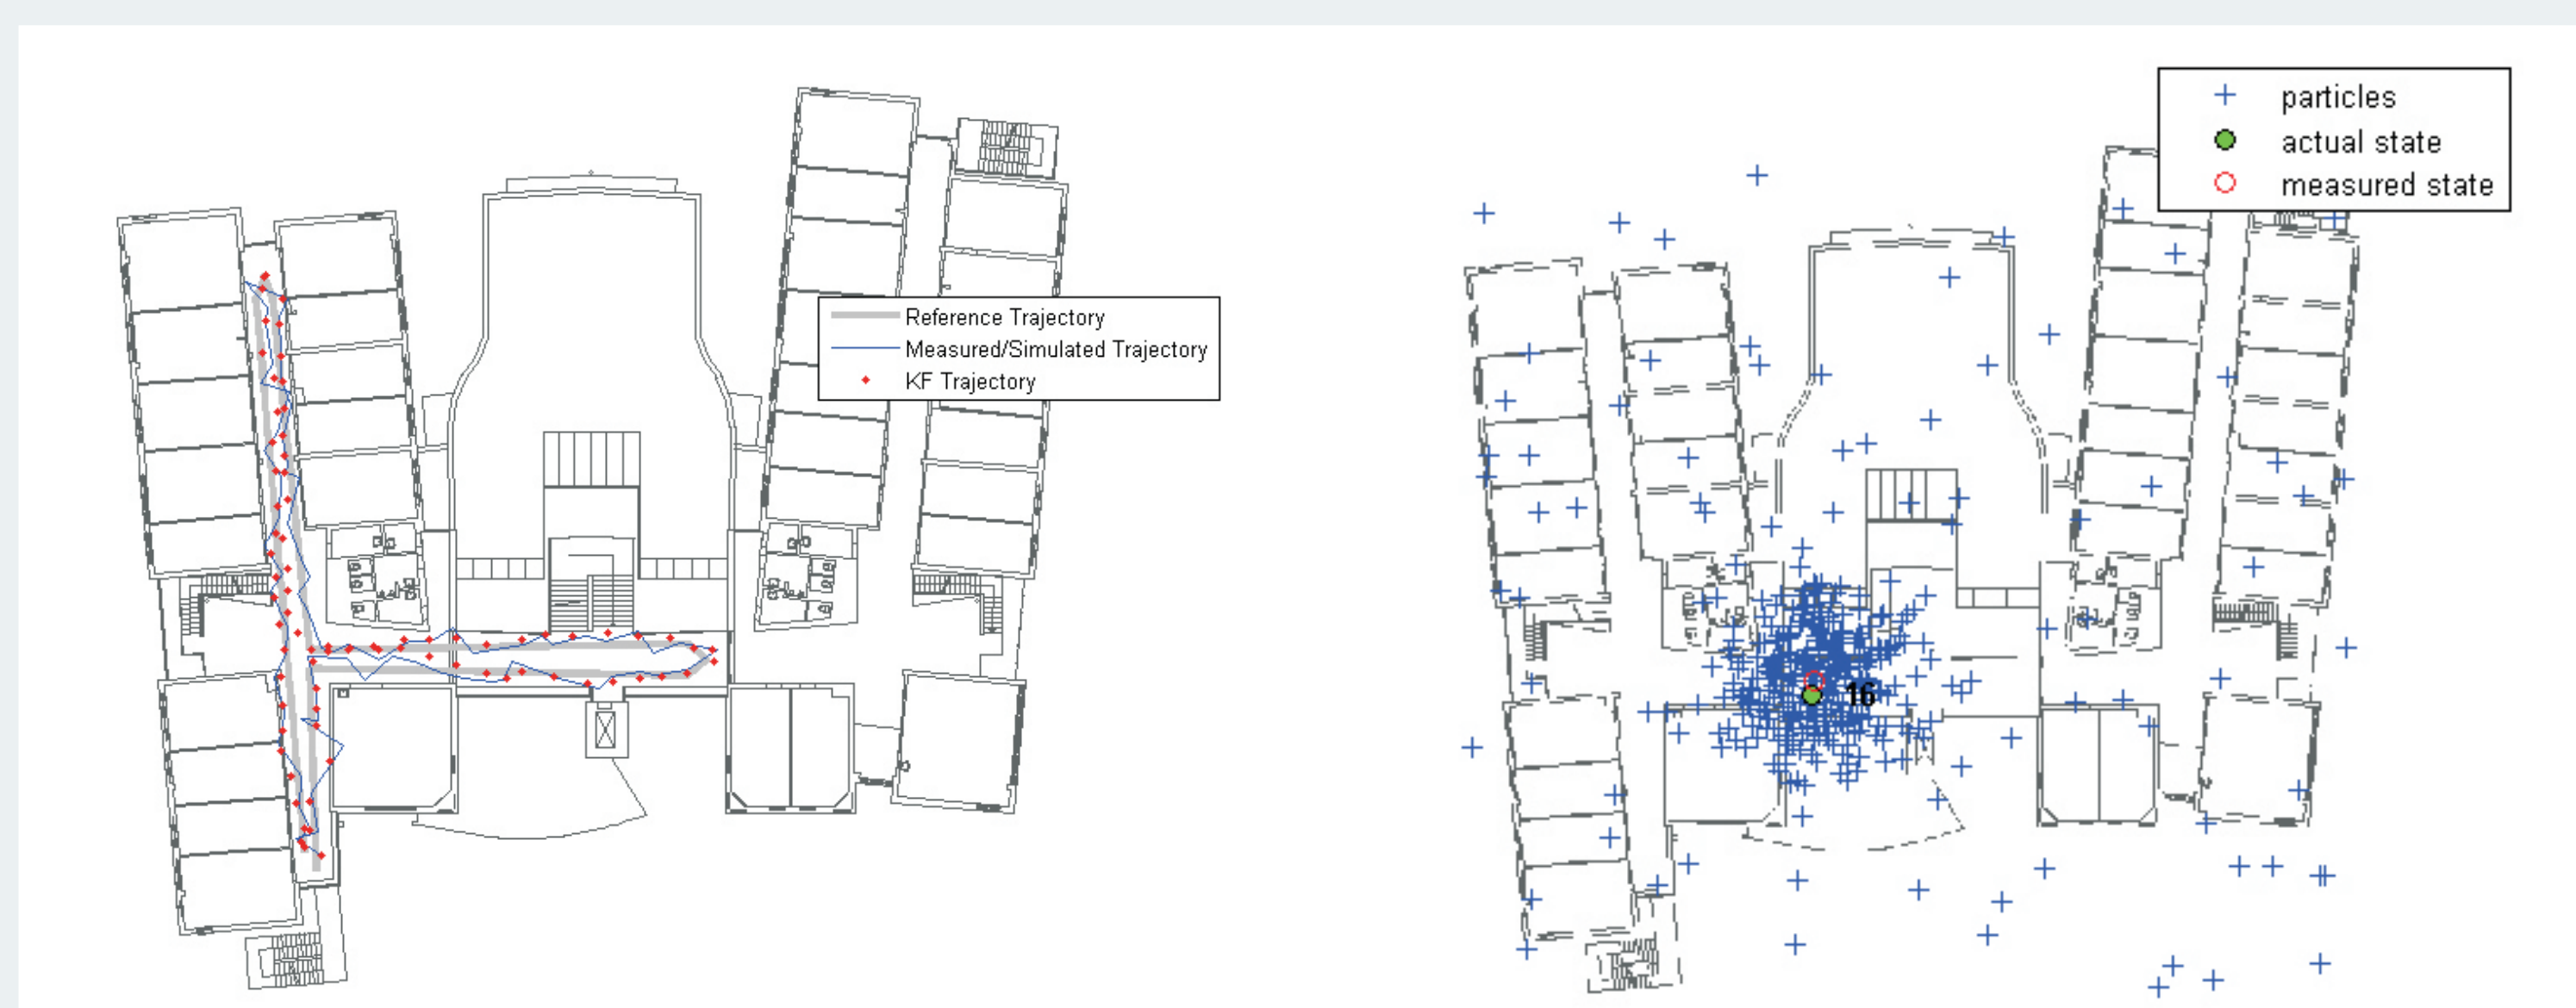 Reference Trajectory
Measured/Simulated Trajectory
KF Trajectory
particles
actual state
measured state
16